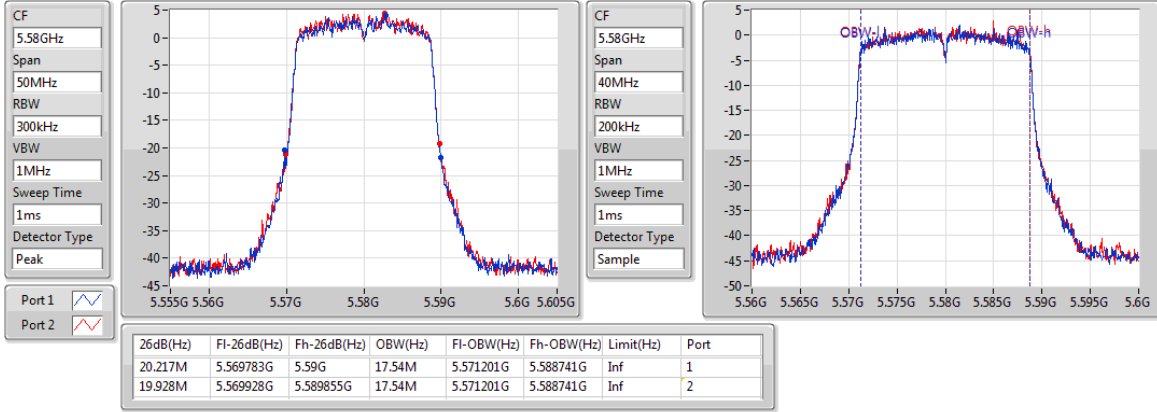 CF
5.58GHz
Span
50MHz
RBW
300kHz
VBW
1MHz
Sweep Time
1ms
Detector Type
Peak
Port 1
Port 2
5
0
-5
-10
-15
-20
-25
-30
-35
-40
-45
5.555G 5.56G 5.57G 5.58G 5.59G 5.6G 5.605G
CF
5.58GHz
Span
40MHz
RBW
200kHz
VBW
1MHz
Sweep Time
1ms
Detector Type
Sample
OBW-l OBW-h
5
0
-5
-10
-15
-20
-25
-30
-35
-40
-45
-50
5.56G 5.565G 5.57G 5.575G 5.58G 5.585G 5.59G 5.595G 5.6G
26dB(Hz) Fl-26dB(Hz) Fh-26dB(Hz) OBW(Hz) Fl-OBW(Hz) Fh-OBW(Hz) Limit(Hz) Port
20.217M 5.569783G 5.59G 17.54M 5.571201G 5.588741G Inf 1
19.928M 5.569928G 5.589855G 17.54M 5.571201G 5.588741G Inf 2